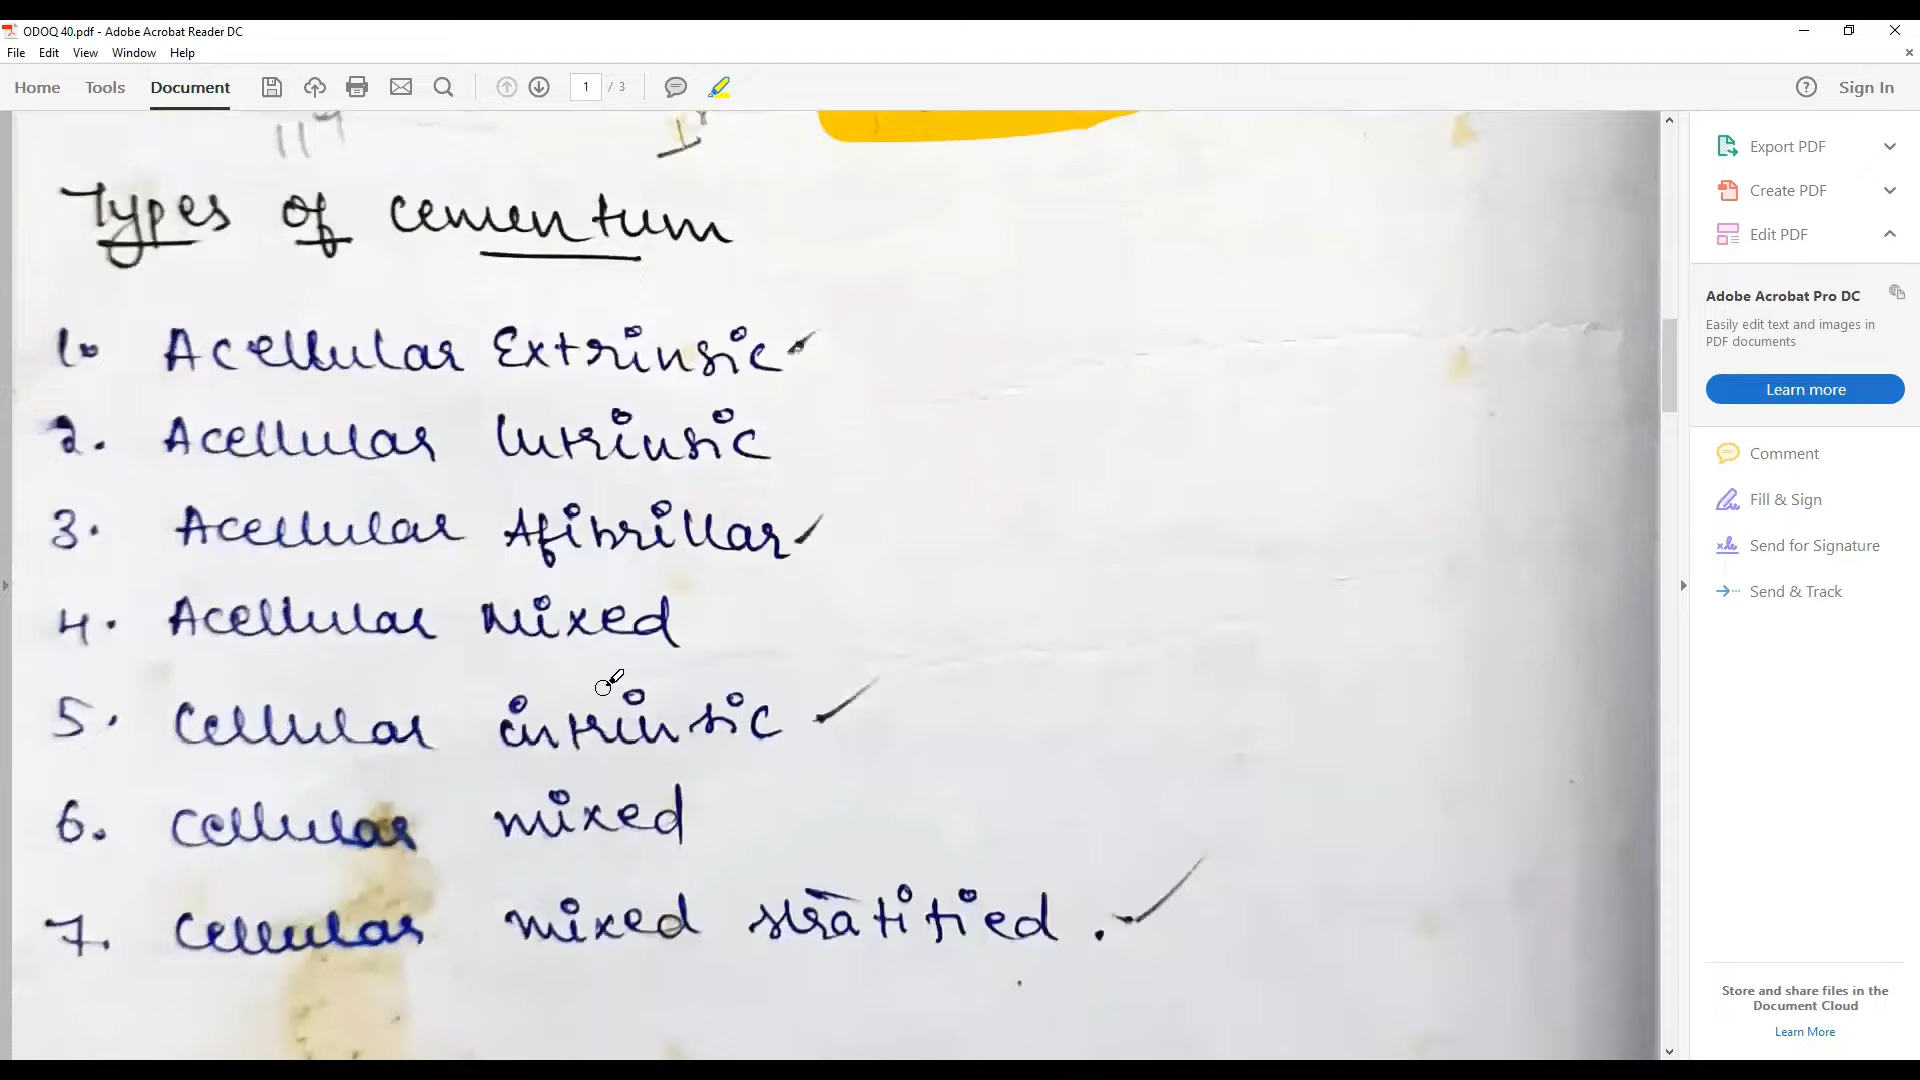 ODOQ 40.pdf - Adobe Acrobat Reader DC
File Edit View Window Help
Home Tools Document 1 / 3 Sign In
Types of cementum
1. Acellular Extrinsic
2. Acellular Intrinsic
3. Acellular Afibrillar
4. Acellular Mixed
5. Cellular intrinsic
6. Cellular mixed
7. Cellular mixed stratified.
Export PDF
Create PDF
Edit PDF
Adobe Acrobat Pro DC
Easily edit text and images in
PDF documents
Learn more
Comment
Fill & Sign
Send for Signature
Send & Track
Store and share files in the
Document Cloud
Learn More